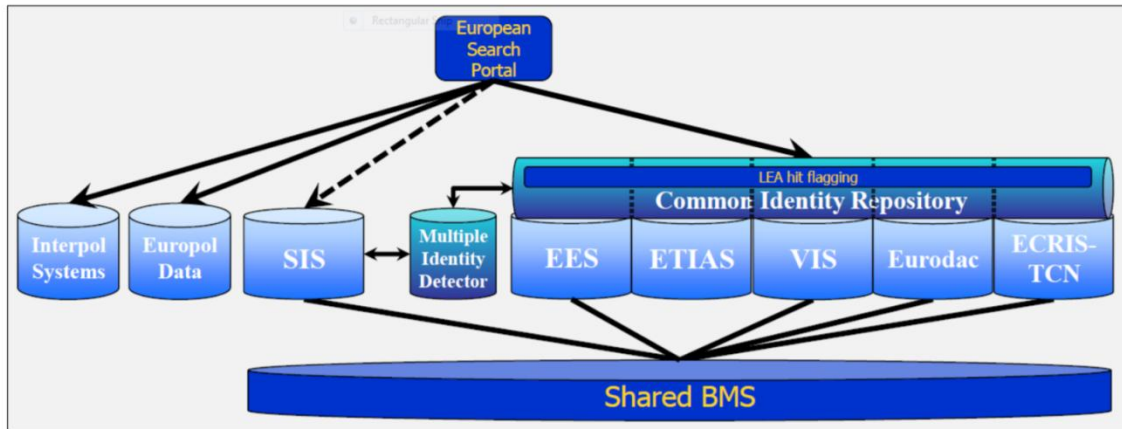 Rectangular
European
Search
Portal
LEA hit flagging
Common Identity Repository
Interpol
Systems
Europol
Data
SIS
Multiple
Identity
Detector
EES
ETIAS
VIS
Eurodac
ECRIS-
TCN
Shared BMS